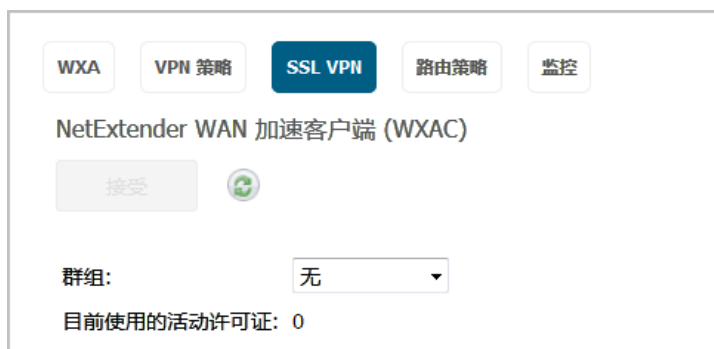 WXA VPN 策略 SSL VPN 路由策略 监控
NetExtender WAN 加速客户端 (WXAC)
接受
群组: 无
目前使用的活动许可证: 0